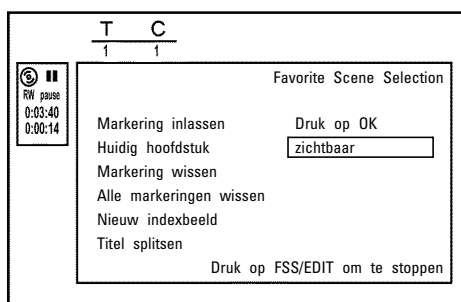 T C
1 1
RW pause
0:03:40
0:00:14
Favorite Scene Selection
Markering inlassen Druk op OK
Huidig hoofdstuk zichtbaar
Markering wissen
Alle markeringen wissen
Nieuw indexbeeld
Titel splitsen
Druk op FSS/EDIT om te stoppen